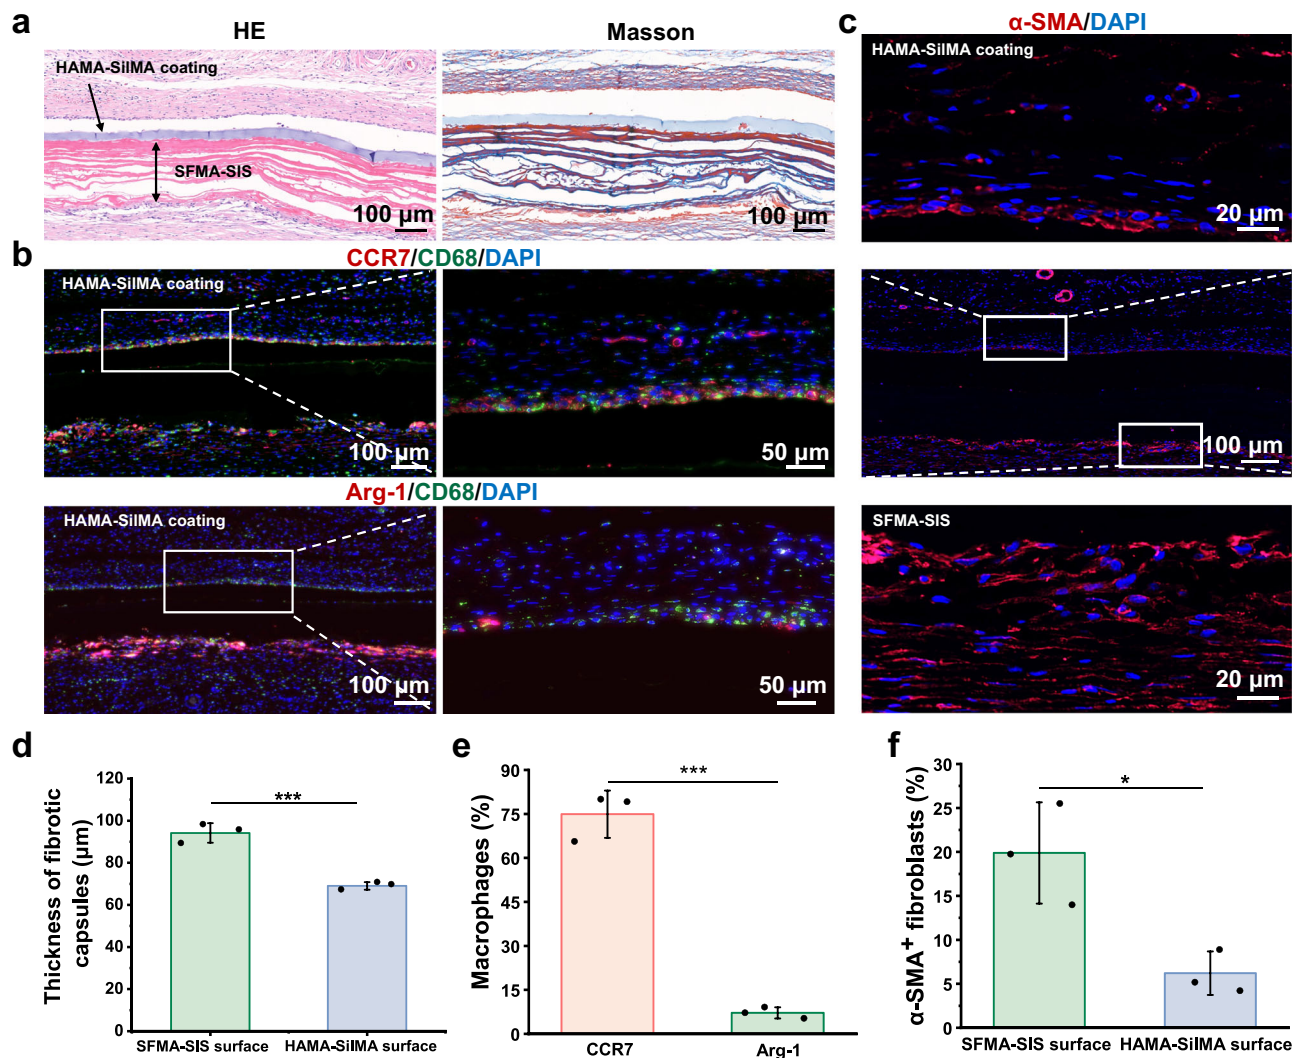 a
HE
Masson
HAMA-SilMA coating
SFMA-SIS
100 µm
100 µm
c
α-SMA/DAPI
HAMA-SilMA coating
20 µm
100 µm
SFMA-SIS
20 µm
b
CCR7/CD68/DAPI
HAMA-SilMA coating
100 µm
50 µm
Arg-1/CD68/DAPI
HAMA-SilMA coating
100 µm
50 µm
d
Thickness of fibrotic
capsules (µm)
120
100
80
60
40
20
0
***
SFMA-SIS surface
HAMA-SilMA surface
e
Macrophages (%)
90
75
60
45
30
15
0
***
CCR7
Arg-1
f
α-SMA⁺ fibroblasts (%)
30
25
20
15
10
5
0
*
SFMA-SIS surface
HAMA-SilMA surface